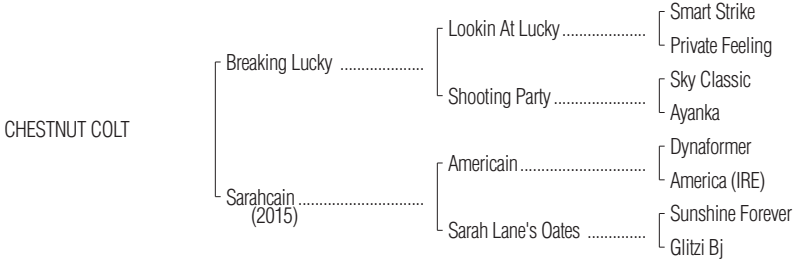 Smart Strike
Lookin At Lucky ....................
Private Feeling
Breaking Lucky ....................
Sky Classic
Shooting Party ......................
Ayanka
CHESTNUT COLT
Dynaformer
Americain ..............................
America (IRE)
Sarahcain ..............................
(2015)
Sunshine Forever
Sarah Lane's Oates ..............
Glitzi Bj